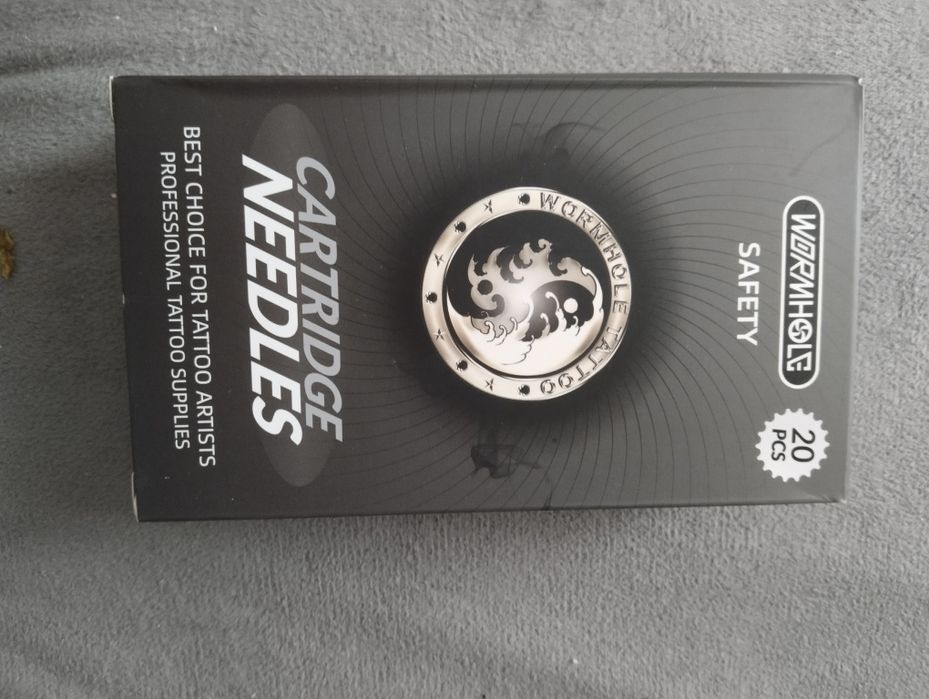 WORMHOLE
20
PCS
SAFETY
WORMHOLE TATTOO
CARTRIDGE
NEEDLES
BEST CHOICE FOR TATTOO ARTISTS
PROFESSIONAL TATTOO SUPPLIES